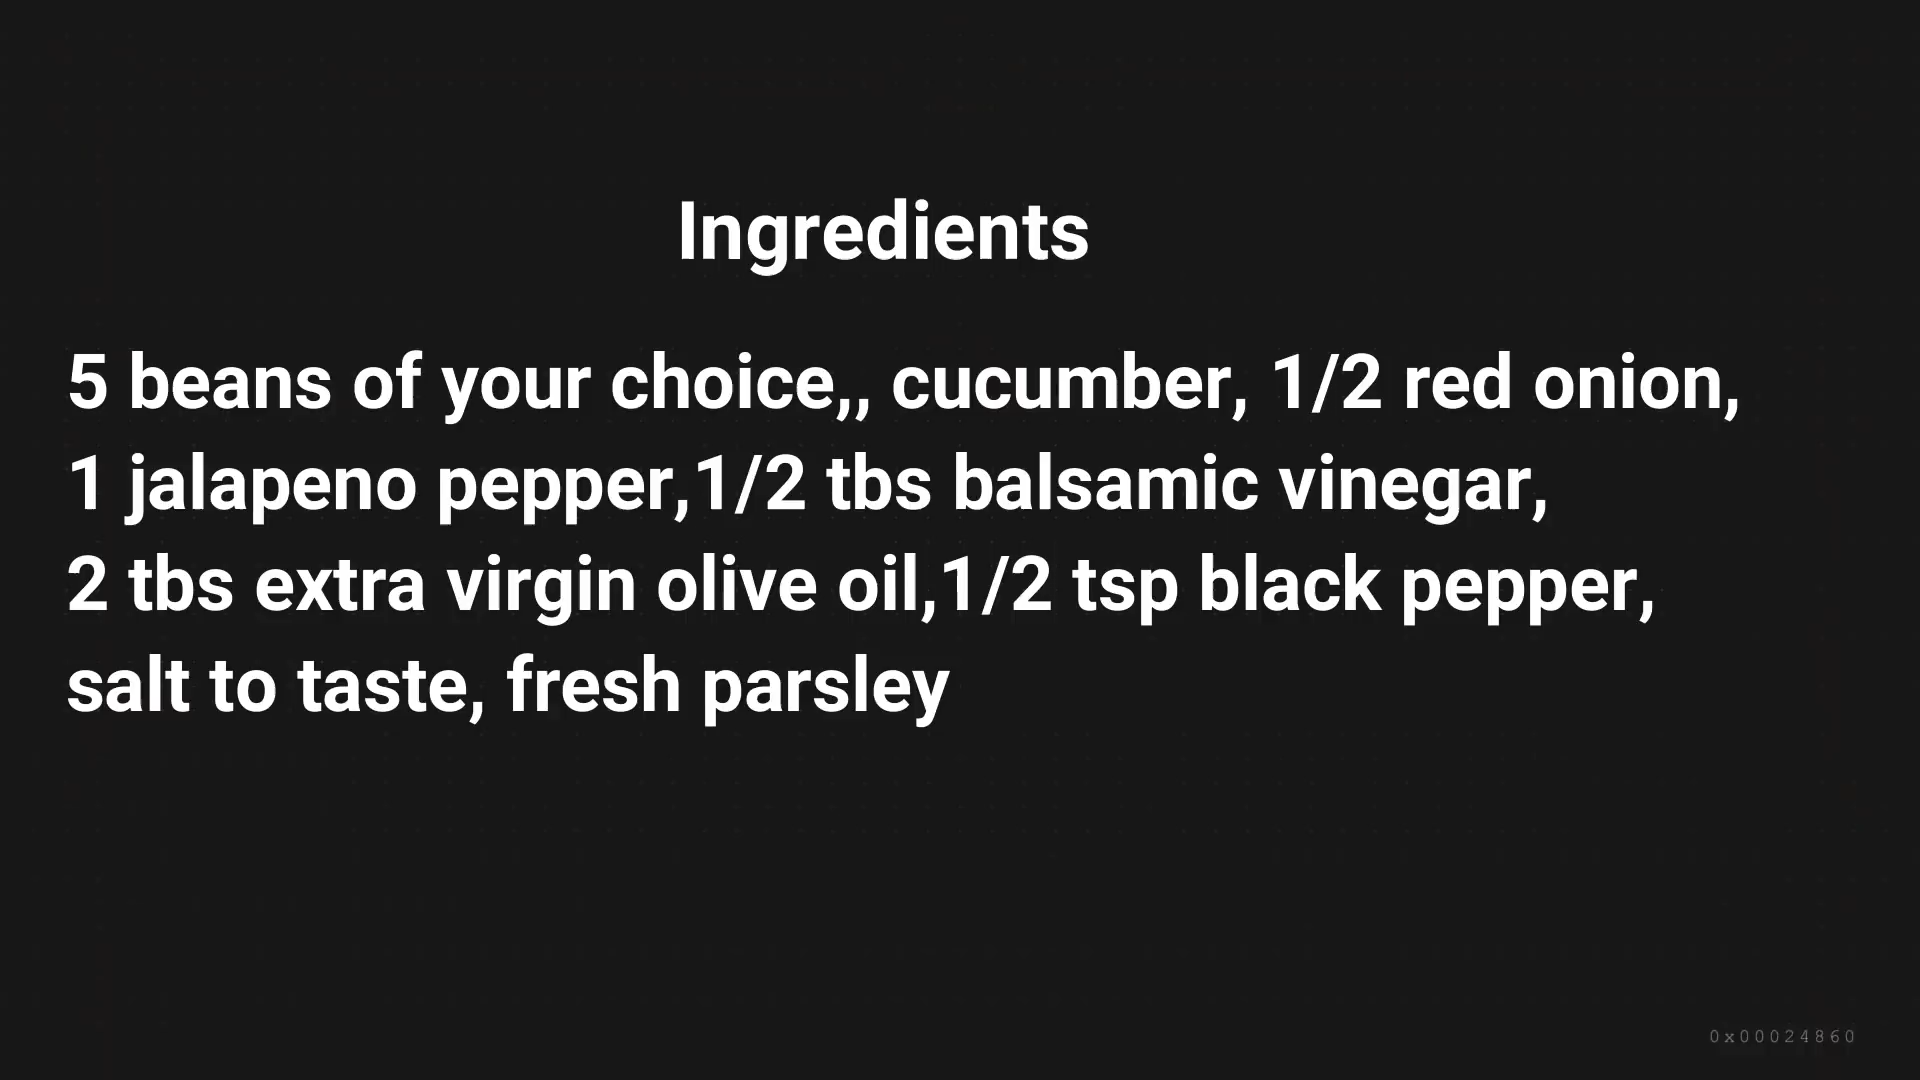 Ingredients
5 beans of your choice,, cucumber, 1/2 red onion,
1 jalapeno pepper,1/2 tbs balsamic vinegar,
2 tbs extra virgin olive oil,1/2 tsp black pepper,
salt to taste, fresh parsley
0x00024860